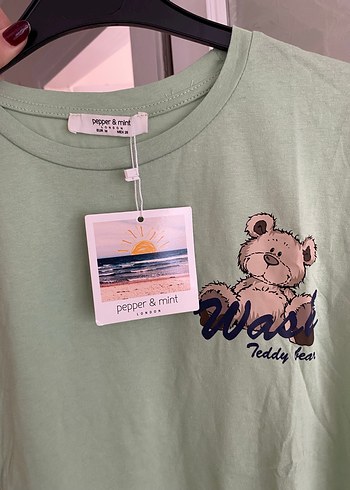 pepper & mint
LONDON
pepper & mint
LONDON
Teddy Bear